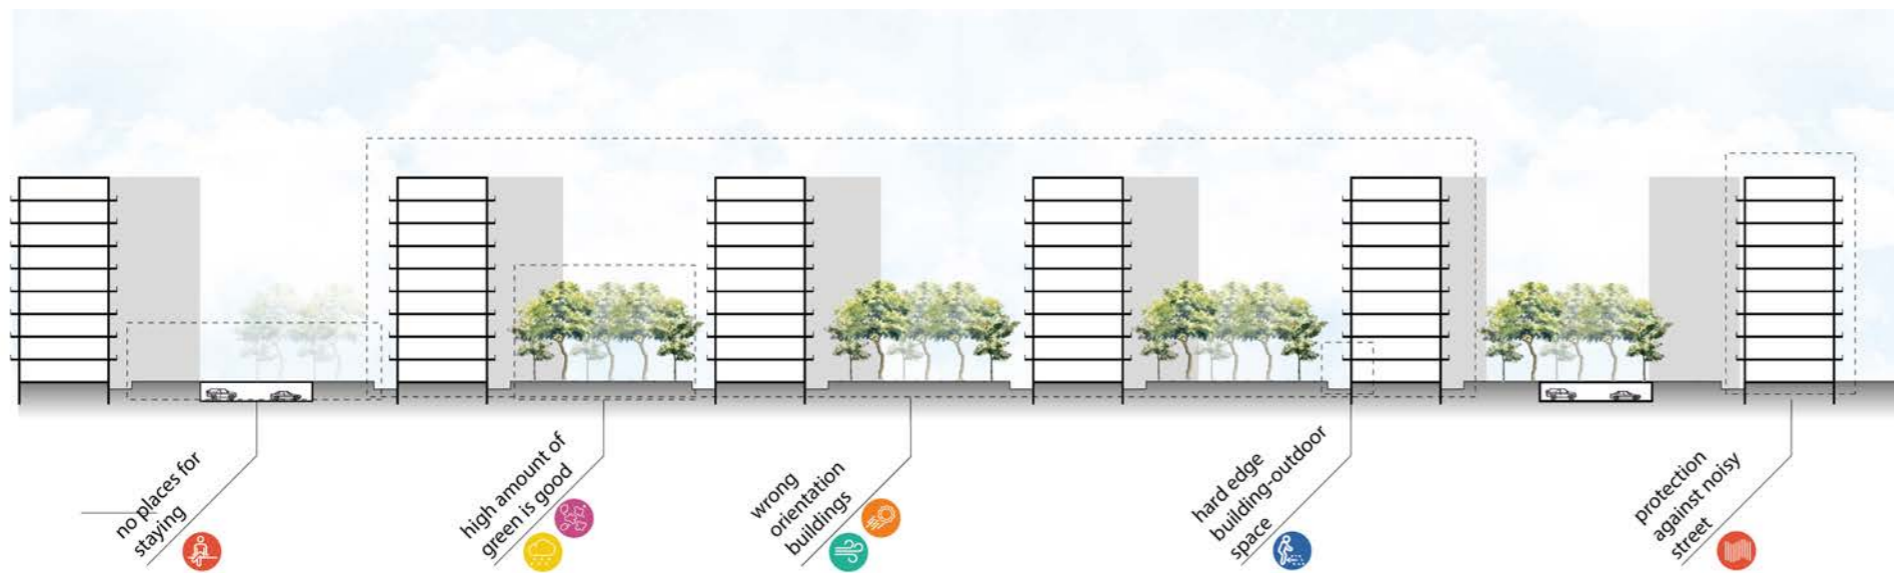 no places for
staying
high amount of
green is good
wrong
orientation
buildings
hard edge
building-outdoor
space
protection
against noisy
street